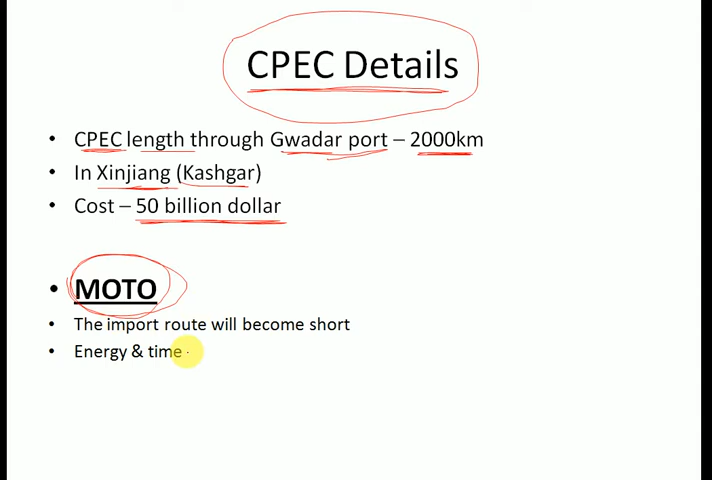 CPEC Details
• CPEC length through Gwadar port – 2000km
• In Xinjiang (Kashgar)
• Cost – 50 billion dollar
• MOTO
• The import route will become short
• Energy & time